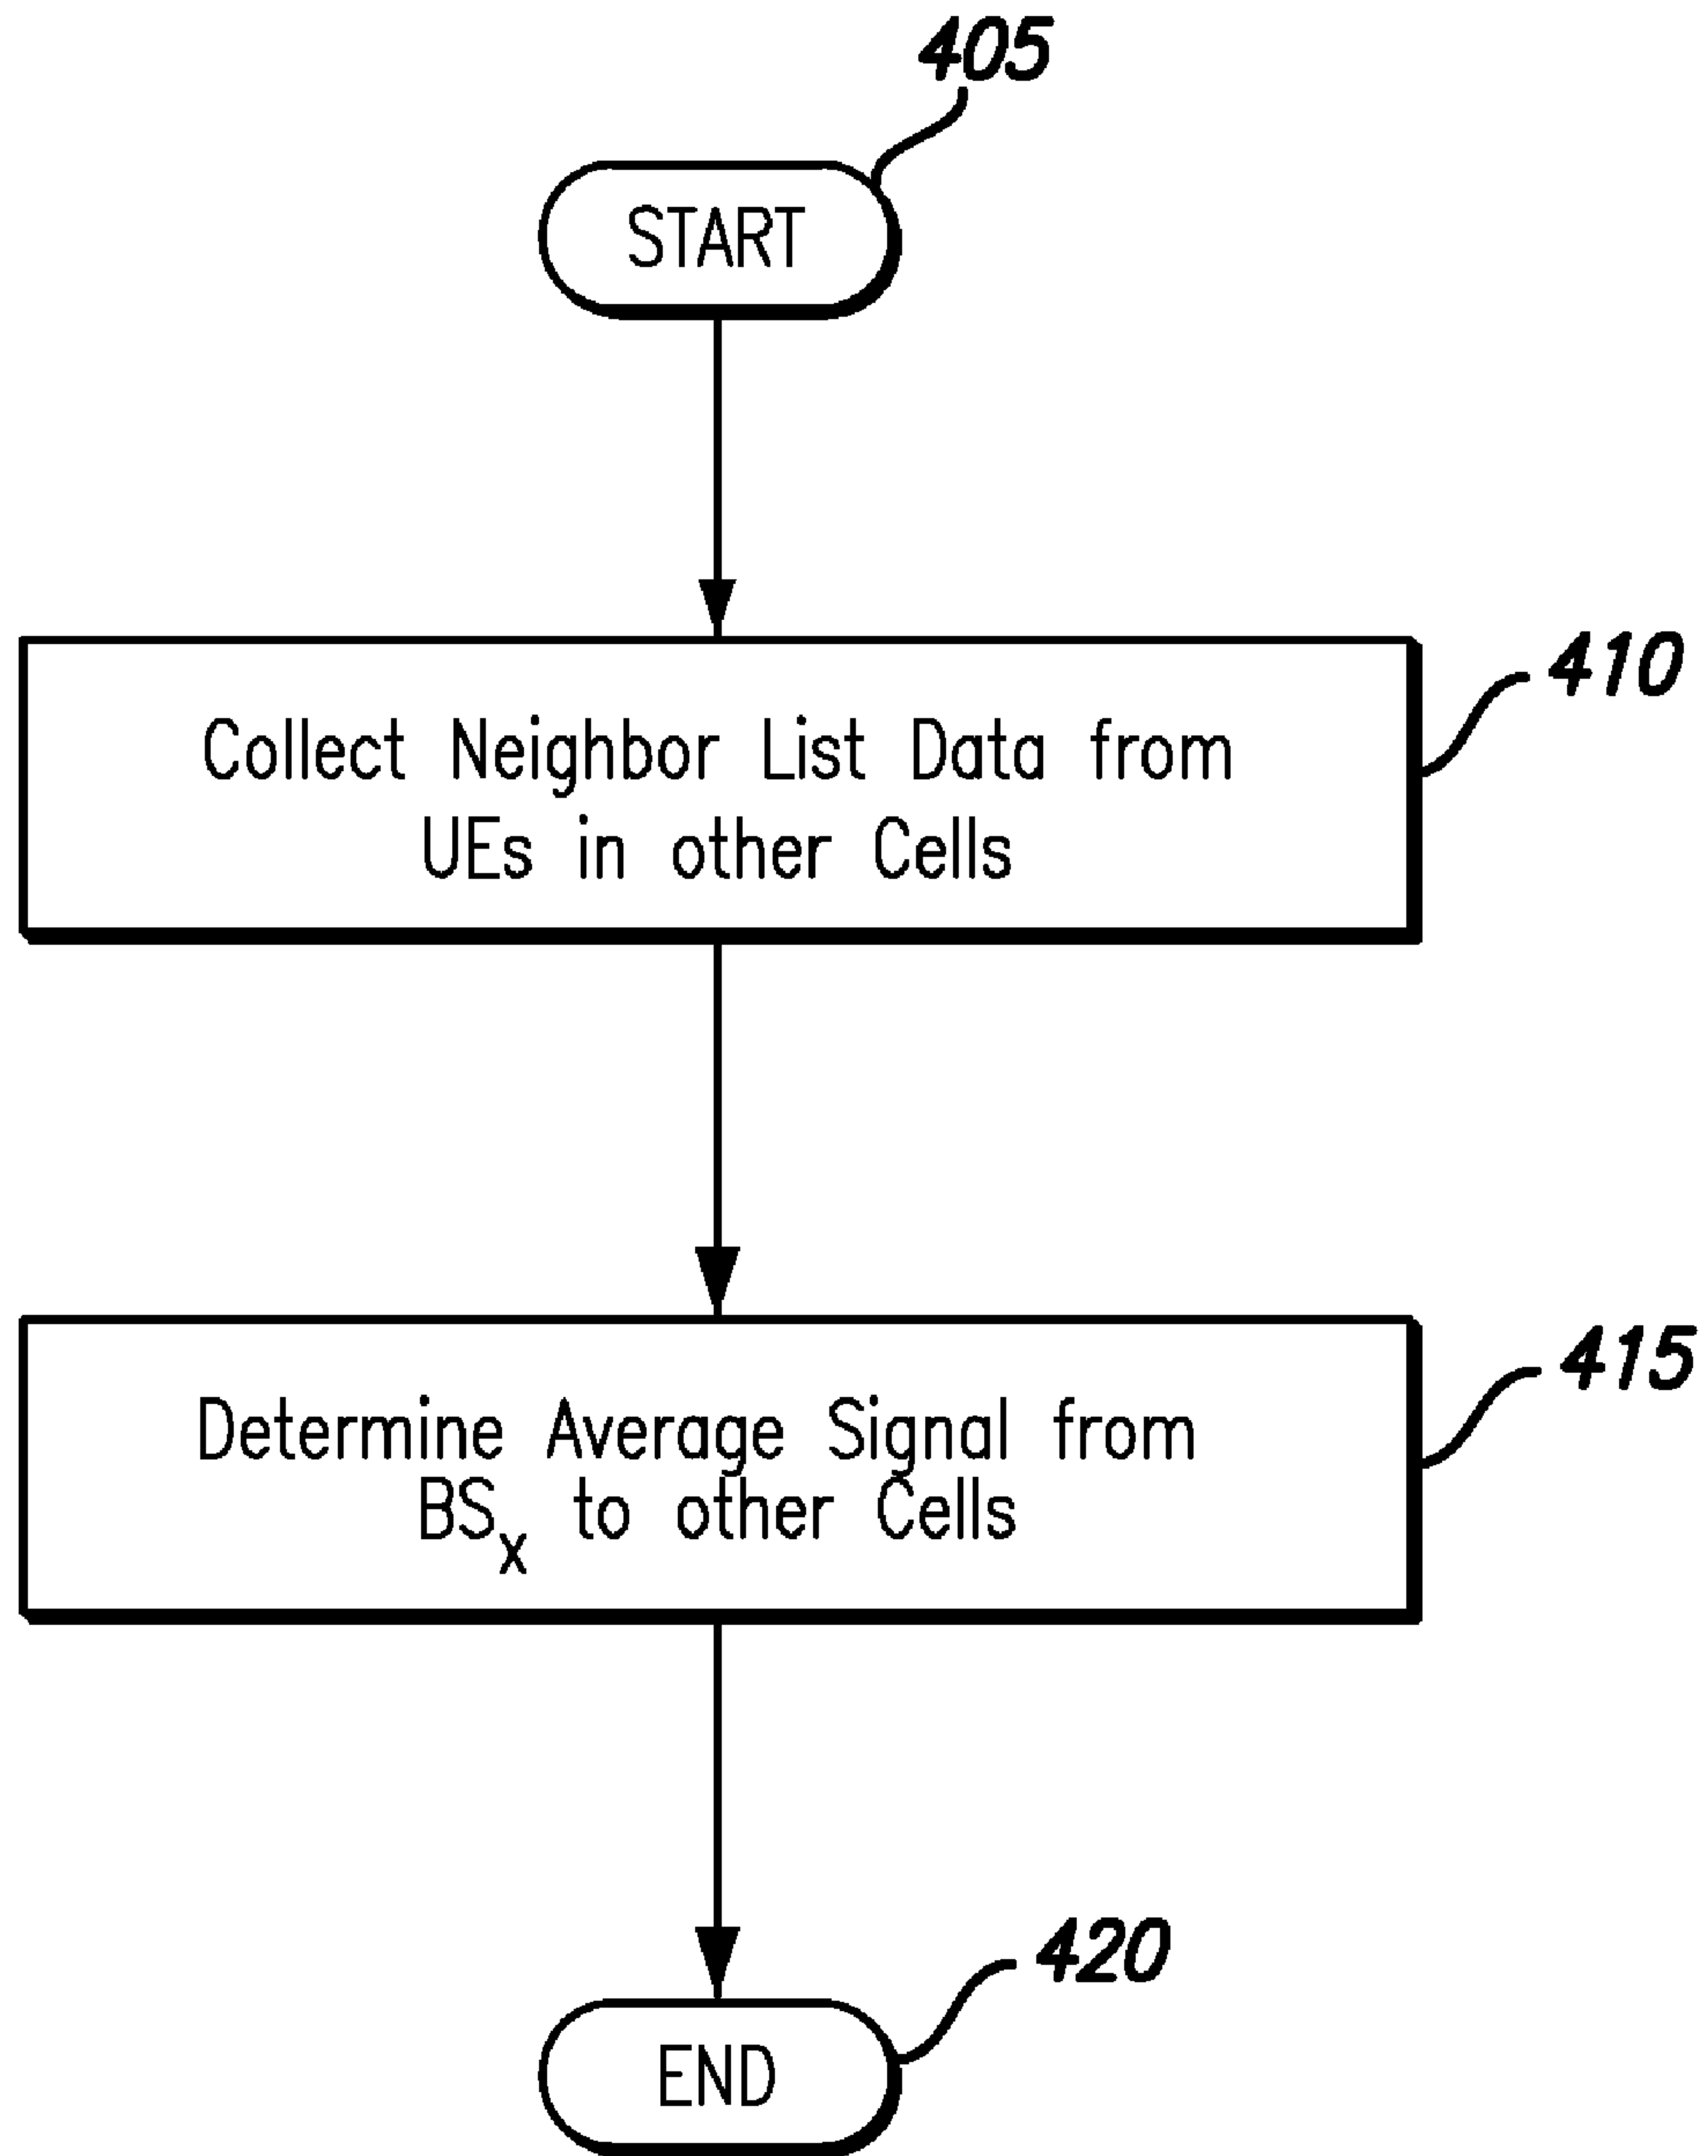 405
START
410
Collect Neighbor List Data from
UEs in other Cells
415
Determine Average Signal from
BSx to other Cells
420
END